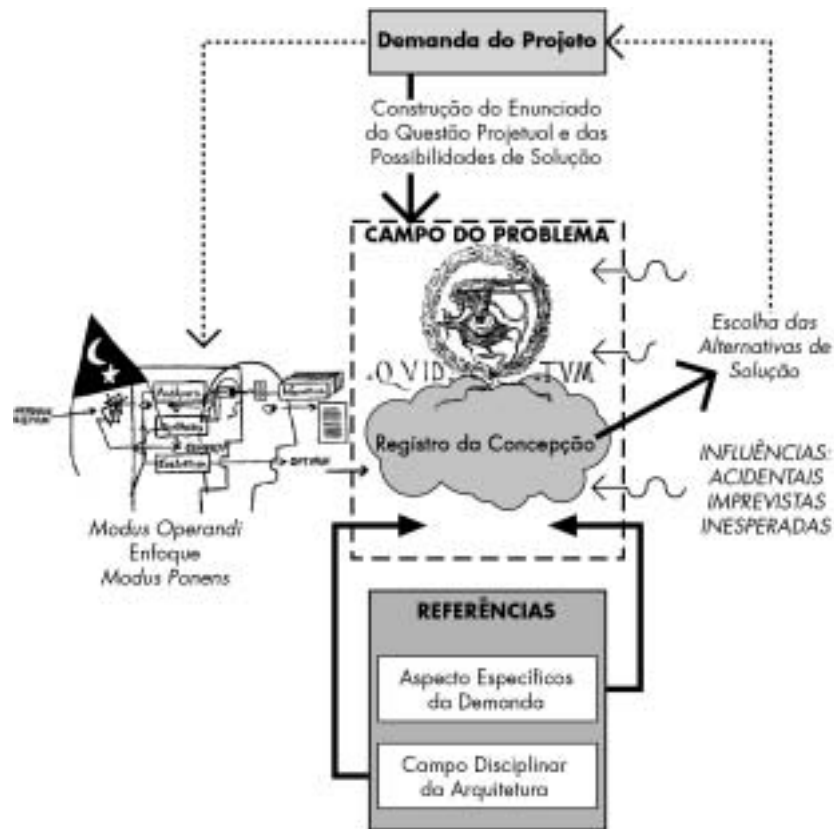 Demanda do Projeto
Construção do Enunciado
da Questão Projetual e das
Possibilidades de Solução
CAMPO DO PROBLEMA
.QVID
.TVM
Escolha das
Alternativas de
Solução
Registro da Concepção
INFLUÊNCIAS:
ACIDENTAIS
IMPREVISTAS
INESPERADAS
Modus Operandi
Enfoque
Modus Ponens
REFERÊNCIAS
Aspecto Específicos
da Demanda
Campo Disciplinar
da Arquitetura